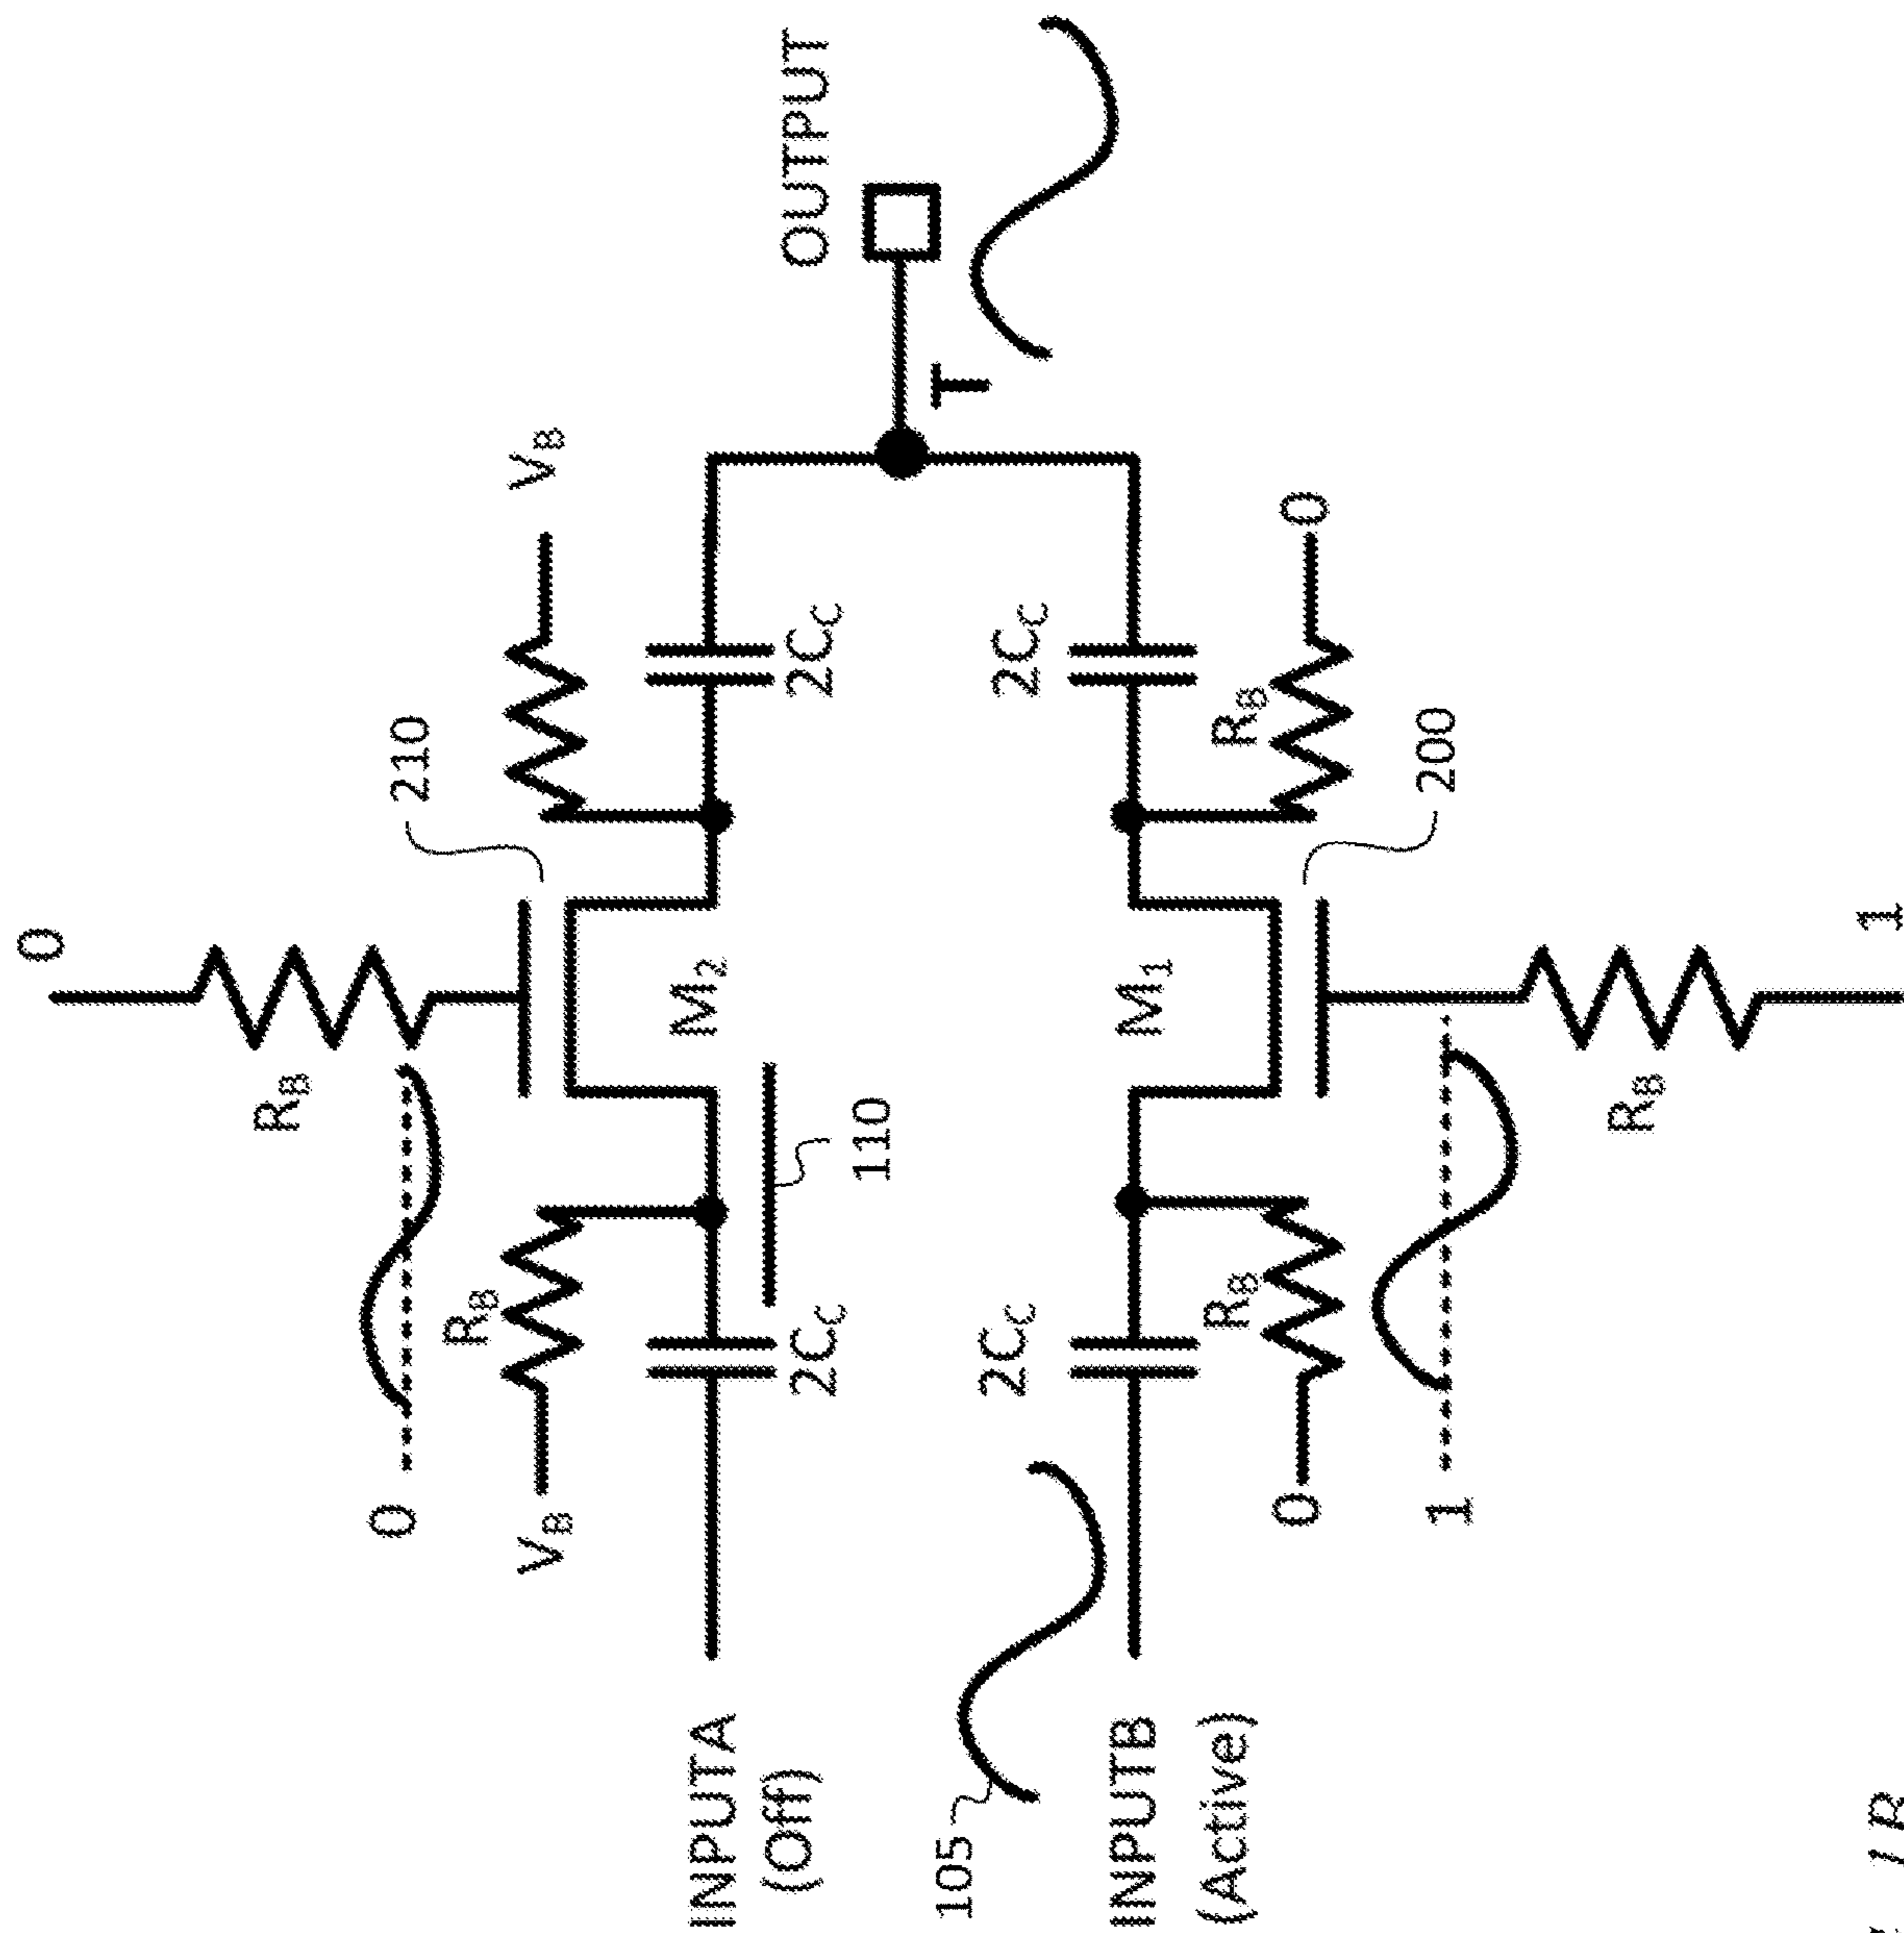 0
R_B
0
210
V_B
R_B
V_B
M_2
2C_C
2C_C
OUTPUT
110
T
INPUTA
(Off)
105
2C_C
M_1
2C_C
INPUTB
(Active)
R_B
R_B
0
0
1
200
R_B
1
1B